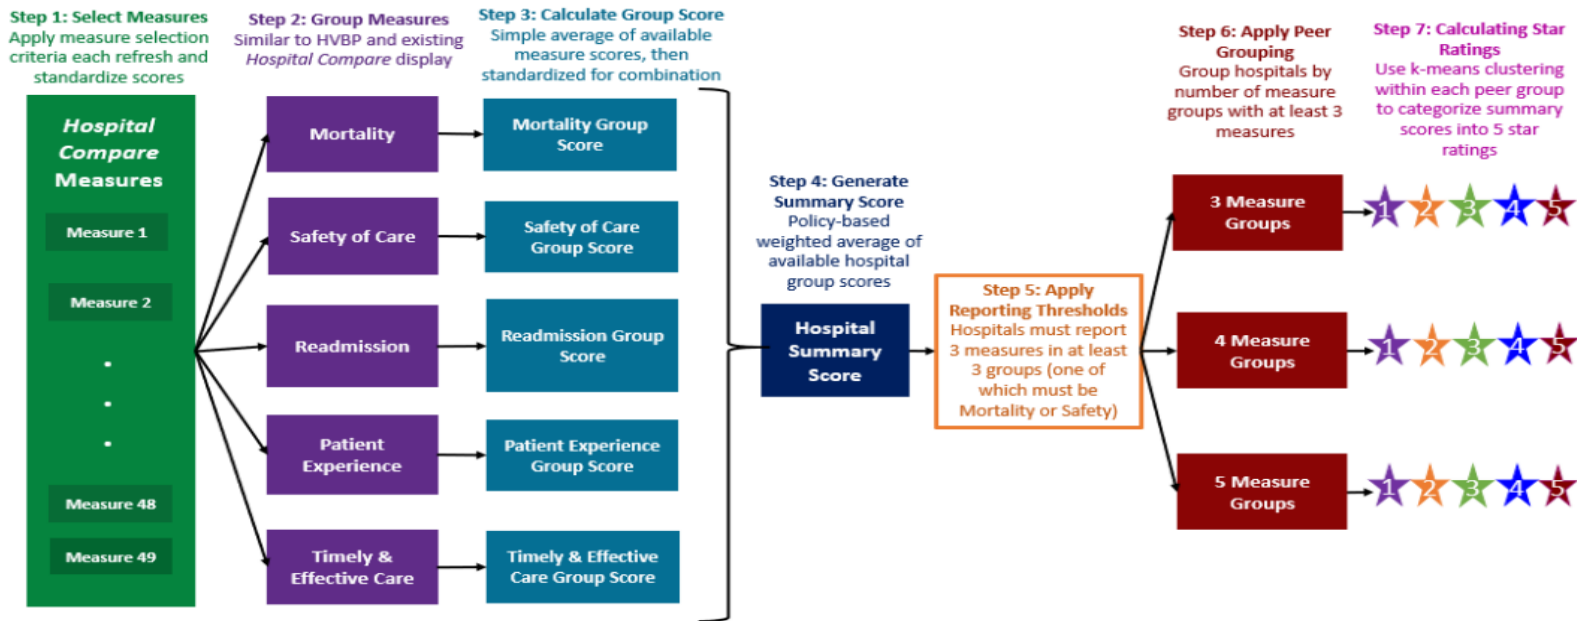 Step 1: Select Measures
Apply measure selection
criteria each refresh and
standardize scores
Hospital
Compare
Measures
Measure 1
Measure 2
Measure 48
Measure 49
Step 2: Group Measures
Similar to HVBP and existing
Hospital Compare display
Mortality
Safety of Care
Readmission
Patient
Experience
Timely &
Effective Care
Step 3: Calculate Group Score
Simple average of available
measure scores, then
standardized for combination
Mortality Group
Score
Safety of Care
Group Score
Readmission Group
Score
Patient Experience
Group Score
Timely & Effective
Care Group Score
Step 4: Generate
Summary Score
Policy-based
weighted average of
available hospital
group scores
Hospital
Summary
Score
Step 5: Apply
Reporting Thresholds
Hospitals must report
3 measures in at least
3 groups (one of
which must be
Mortality or Safety)
Step 6: Apply Peer
Grouping
Group hospitals by
number of measure
groups with at least 3
measures
3 Measure
Groups
4 Measure
Groups
5 Measure
Groups
Step 7: Calculating Star
Ratings
Use k-means clustering
within each peer group
to categorize summary
scores into 5 star
ratings
1 2 3 4 5
1 2 3 4 5
1 2 3 4 5